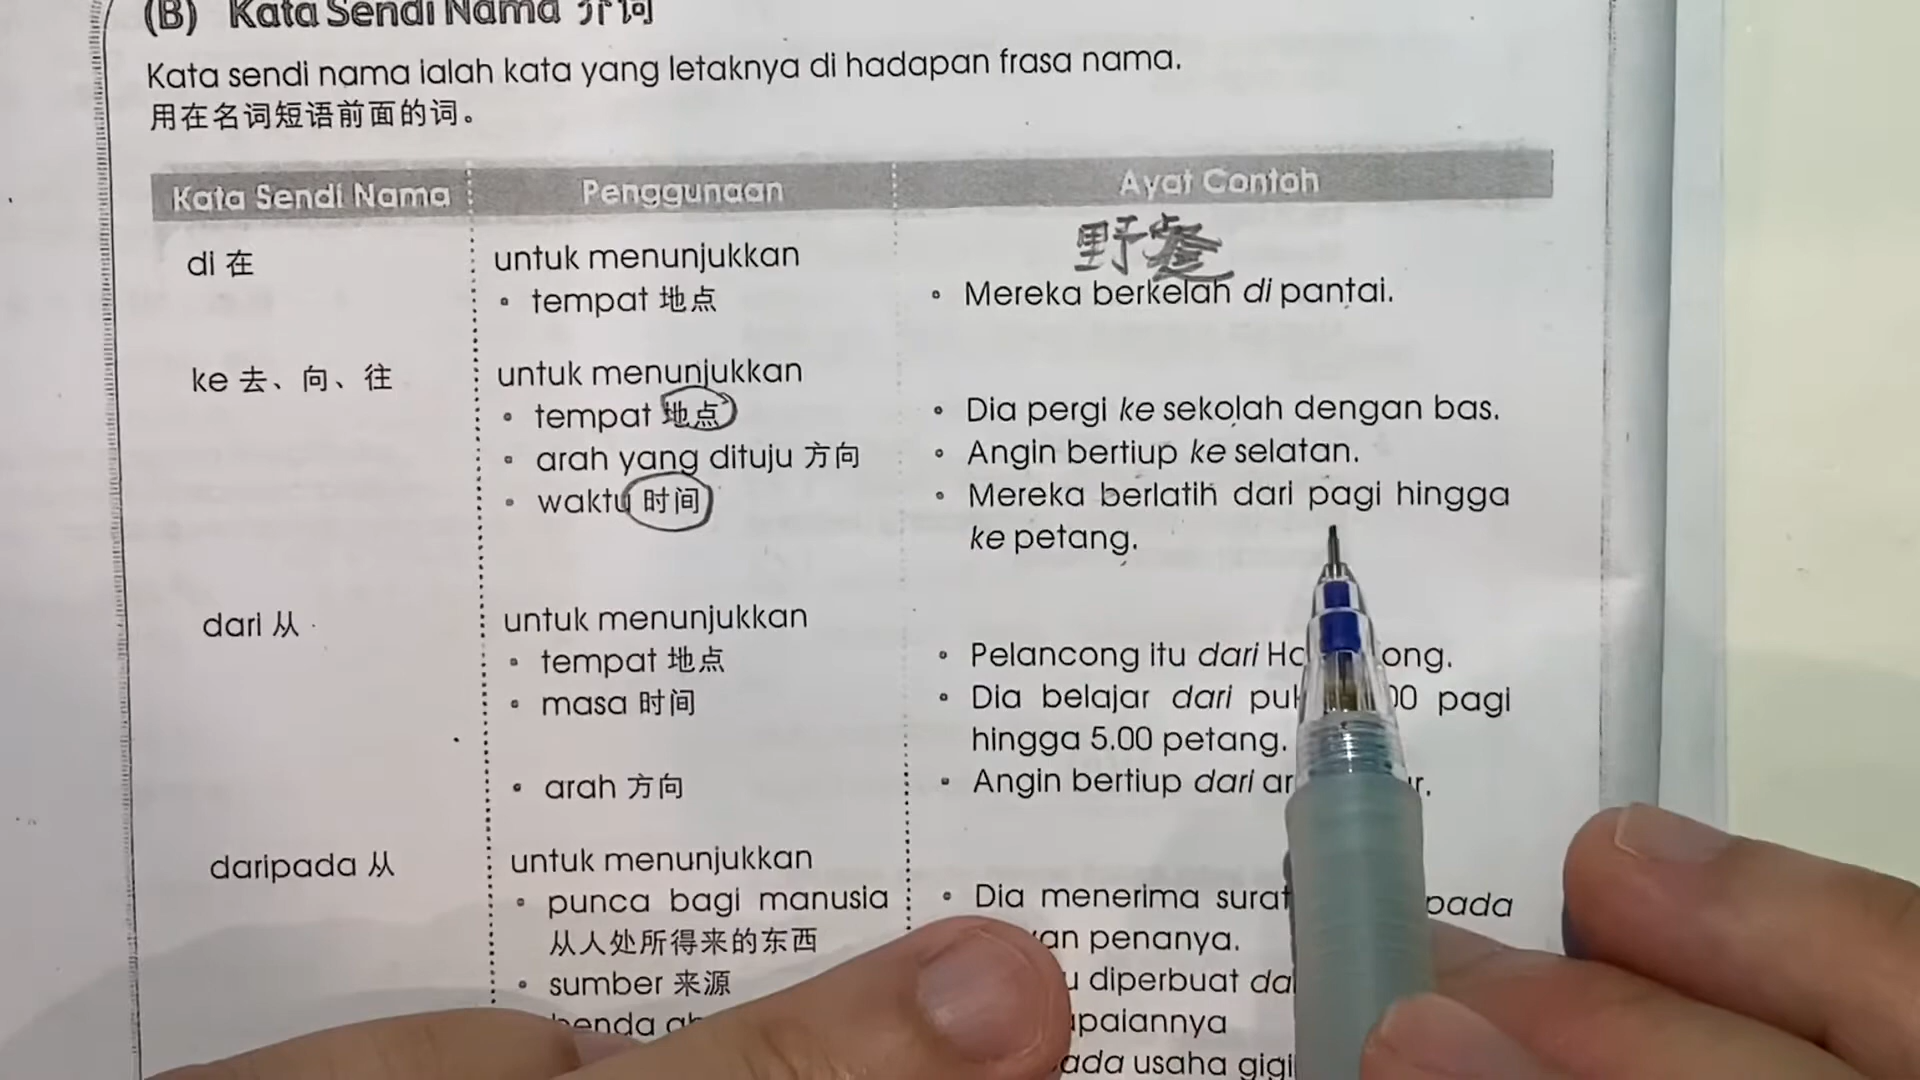 (B) Kata Sendi Nama 介词
Kata sendi nama ialah kata yang letaknya di hadapan frasa nama.
用在名词短语前面的词。
Kata Sendi Nama Penggunaan Ayat Contoh
野餐
di 在
untuk menunjukkan
• tempat 地点
• Mereka berkelah di pantai.
ke 去、向、往
untuk menunjukkan
• tempat 地点
• Dia pergi ke sekolah dengan bas.
• arah yang dituju 方向
• Angin bertiup ke selatan.
• waktu 时间
• Mereka berlatih dari pagi hingga
ke petang.
dari 从
untuk menunjukkan
• tempat 地点
• Pelancong itu dari
• masa 时间
• Dia belajar dari 00 pagi
hingga 5.00 petang.
• arah 方向
• Angin bertiup dari
daripada 从
untuk menunjukkan
• punca bagi manusia
• Dia menerima surat
从人处所得来的东西
penanya.
• sumber 来源
diperbuat
usaha